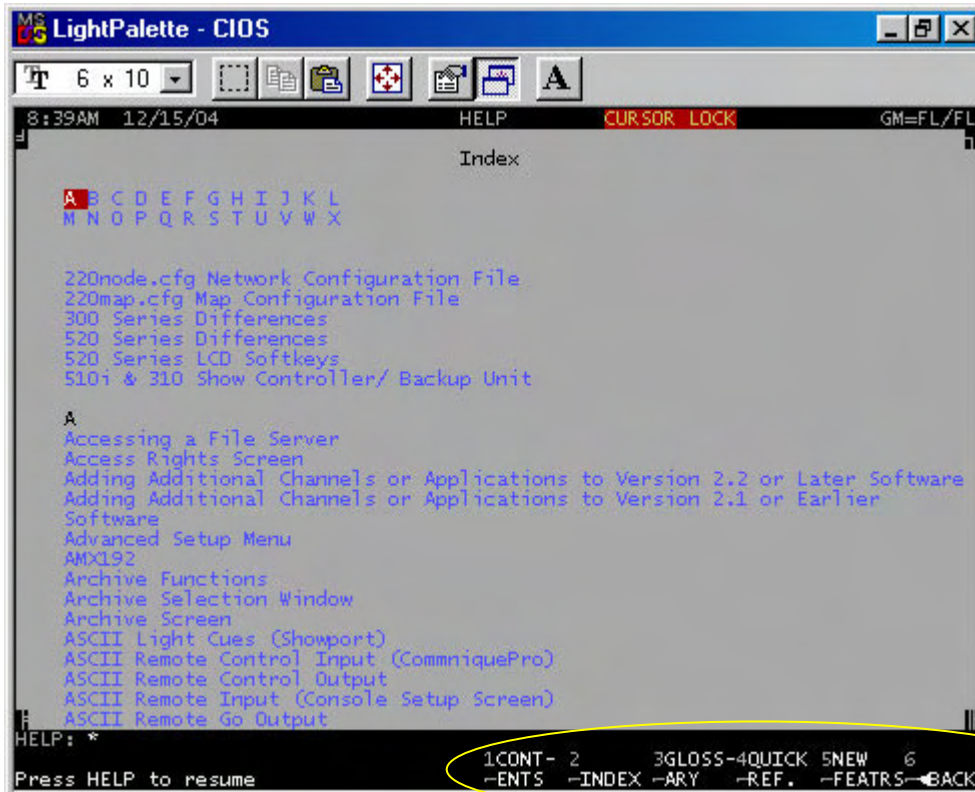 LightPalette - CIOS
6 x 10
A
8:39AM 12/15/04 HELP CURSOR LOCK GM=FL/FL
Index
A B C D E F G H I J K L
M N O P Q R S T U V W X
220node.cfg Network Configuration File
220map.cfg Map Configuration File
300 Series Differences
520 Series Differences
520 Series LCD Softkeys
510i & 310 Show Controller/ Backup Unit
A
Accessing a File Server
Access Rights Screen
Adding Additional Channels or Applications to Version 2.2 or Later Software
Adding Additional Channels or Applications to Version 2.1 or Earlier
Software
Advanced Setup Menu
AMX192
Archive Functions
Archive Selection Window
Archive Screen
ASCII Light Cues (Showport)
ASCII Remote Control Input (CommniquePro)
ASCII Remote Control Output
ASCII Remote Input (Console Setup Screen)
ASCII Remote Go Output
HELP: *
1CONT- 2 3GLOSS-4QUICK 5NEW 6
Press HELP to resume —ENTS —INDEX —ARY —REF. —FEATRS—◄BACK